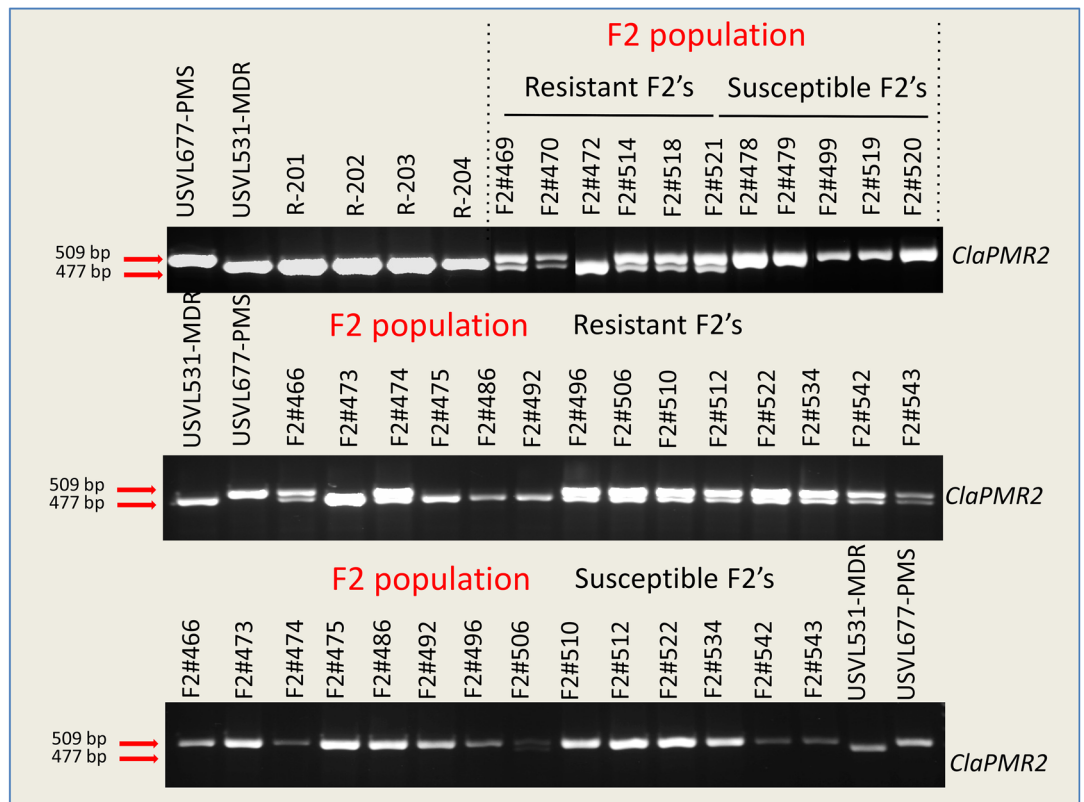 F2 population
Resistant F2's Susceptible F2's
USVL677-PMS USVL531-MDR R-201 R-202 R-203 R-204 F2#469 F2#470 F2#472 F2#514 F2#518 F2#521 F2#478 F2#479 F2#499 F2#519 F2#520
509 bp
477 bp
ClaPMR2
F2 population Resistant F2's
USVL531-MDR USVL677-PMS F2#466 F2#473 F2#474 F2#475 F2#486 F2#492 F2#496 F2#506 F2#510 F2#512 F2#522 F2#534 F2#542 F2#543
509 bp
477 bp
ClaPMR2
F2 population Susceptible F2's
F2#466 F2#473 F2#474 F2#475 F2#486 F2#492 F2#496 F2#506 F2#510 F2#512 F2#522 F2#534 F2#542 F2#543 USVL531-MDR USVL677-PMS
509 bp
477 bp
ClaPMR2